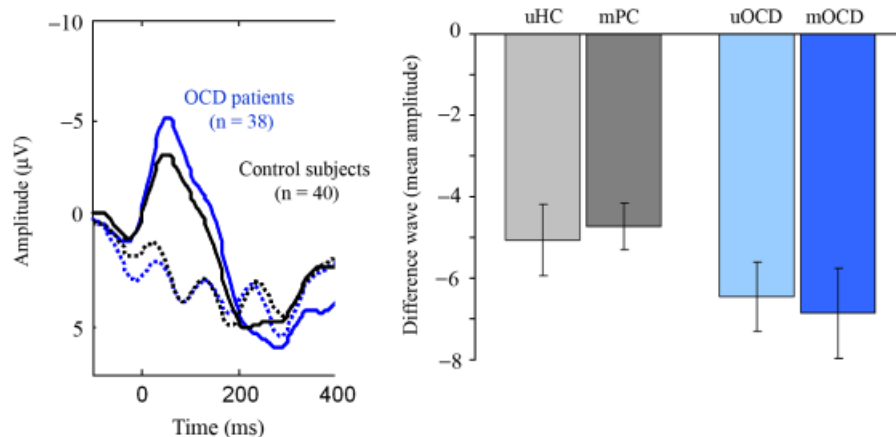 −10
−5
0
5
Amplitude (μV)
OCD patients
(n = 38)
Control subjects
(n = 40)
0
200
400
Time (ms)
uHC
mPC
uOCD
mOCD
0
−2
−4
−6
−8
Difference wave (mean amplitude)